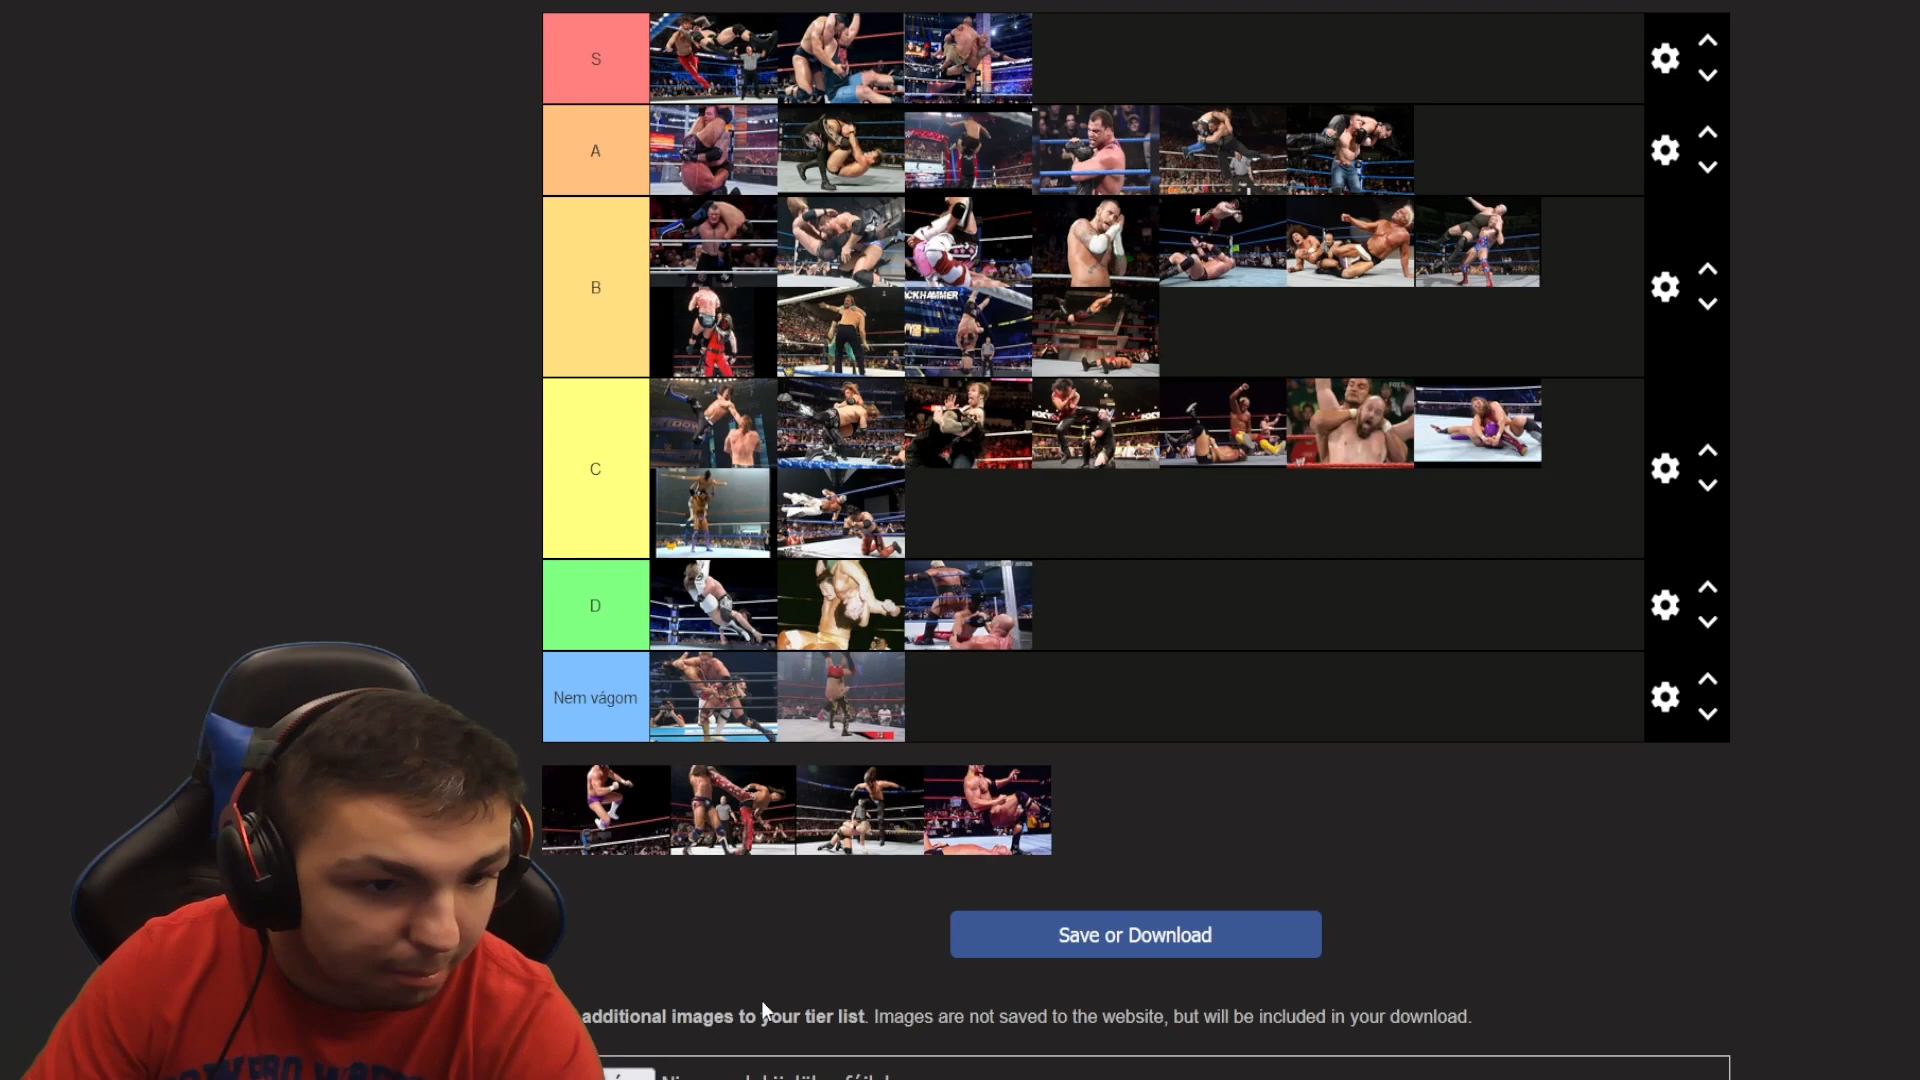 S
A
B
CKHAMMER
C
D
Nem vágom
Save or Download
additional images to your tier list. Images are not saved to the website, but will be included in your download.